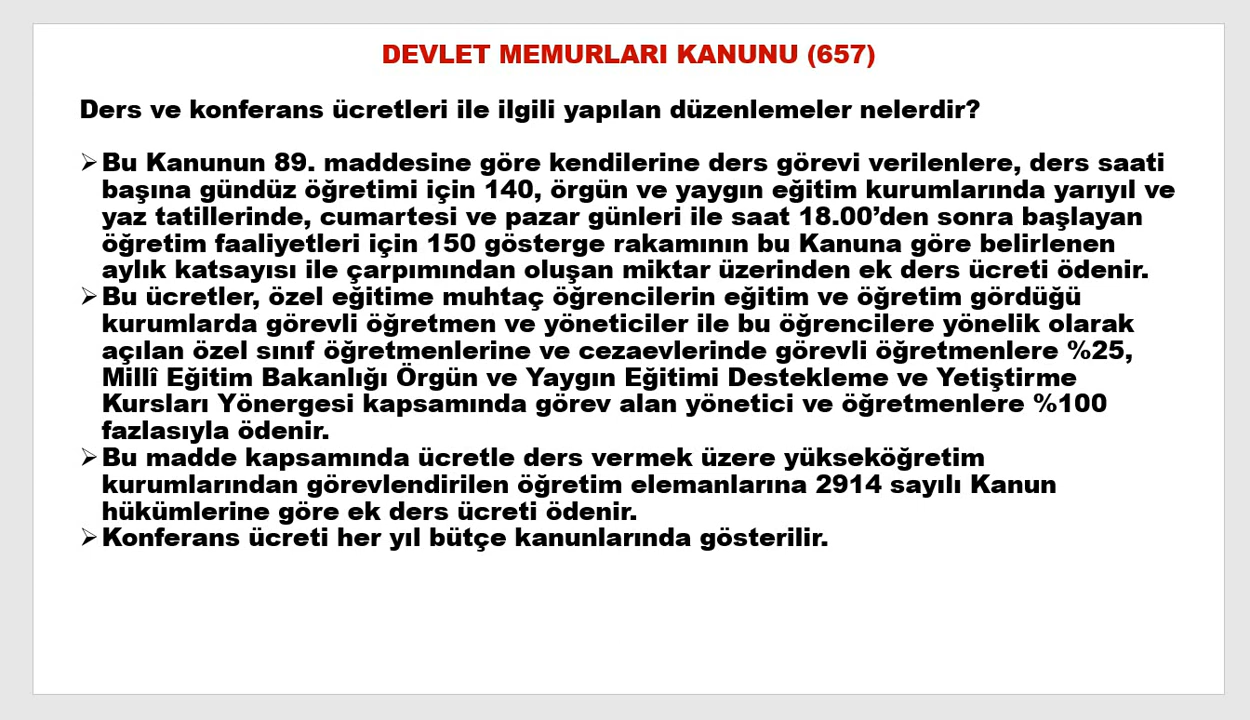 DEVLET MEMURLARI KANUNU (657)
Ders ve konferans ücretleri ile ilgili yapılan düzenlemeler nelerdir?
➢Bu Kanunun 89. maddesine göre kendilerine ders görevi verilenlere, ders saati
başına gündüz öğretimi için 140, örgün ve yaygın eğitim kurumlarında yarıyıl ve
yaz tatillerinde, cumartesi ve pazar günleri ile saat 18.00’den sonra başlayan
öğretim faaliyetleri için 150 gösterge rakamının bu Kanuna göre belirlenen
aylık katsayısı ile çarpımından oluşan miktar üzerinden ek ders ücreti ödenir.
➢Bu ücretler, özel eğitime muhtaç öğrencilerin eğitim ve öğretim gördüğü
kurumlarda görevli öğretmen ve yöneticiler ile bu öğrencilere yönelik olarak
açılan özel sınıf öğretmenlerine ve cezaevlerinde görevli öğretmenlere %25,
Millî Eğitim Bakanlığı Örgün ve Yaygın Eğitimi Destekleme ve Yetiştirme
Kursları Yönergesi kapsamında görev alan yönetici ve öğretmenlere %100
fazlasıyla ödenir.
➢Bu madde kapsamında ücretle ders vermek üzere yükseköğretim
kurumlarından görevlendirilen öğretim elemanlarına 2914 sayılı Kanun
hükümlerine göre ek ders ücreti ödenir.
➢Konferans ücreti her yıl bütçe kanunlarında gösterilir.